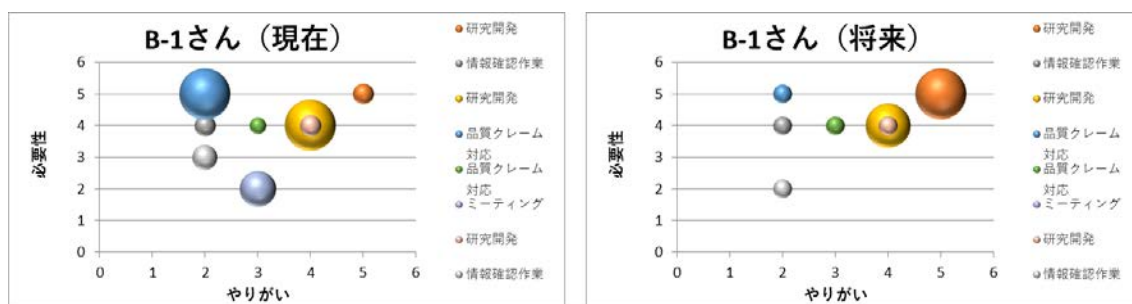 B-1さん（現在）
6
5
4
3
2
1
0
必要性
0
1
2
3
4
5
6
やりがい
研究開発
情報確認作業
研究開発
品質クレーム
対応
品質クレーム
対応
ミーティング
研究開発
情報確認作業
B-1さん（将来）
6
5
4
3
2
1
0
必要性
0
1
2
3
4
5
6
やりがい
研究開発
情報確認作業
研究開発
品質クレーム
対応
品質クレーム
対応
ミーティング
研究開発
情報確認作業